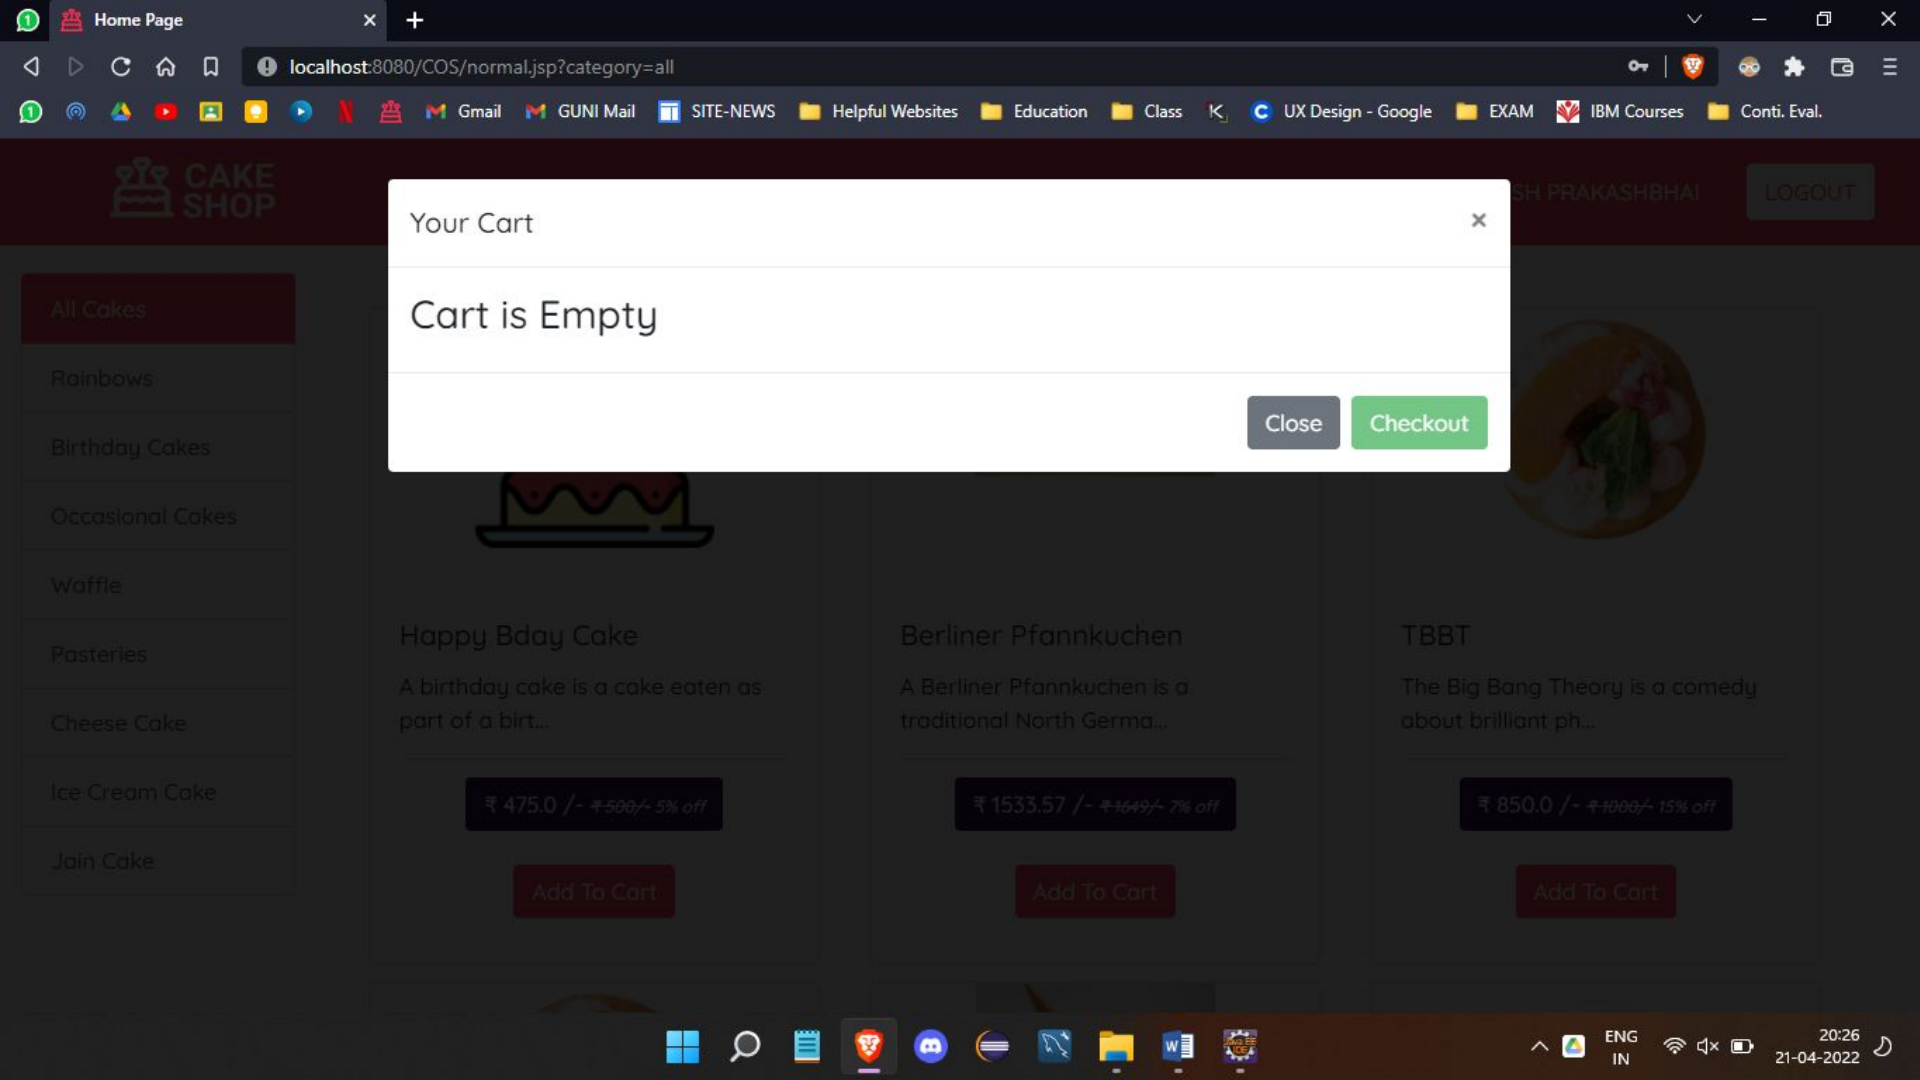 Home Page
localhost:8080/COS/normal.jsp?category=all
Gmail
GUNI Mail
SITE-NEWS
Helpful Websites
Education
Class
UX Design - Google
EXAM
IBM Courses
Conti. Eval.
CAKE
SHOP
SH PRAKASHBHAI
LOGOUT
Your Cart
×
Cart is Empty
Close
Checkout
All Cakes
Rainbows
Birthday Cakes
Occasional Cakes
Waffle
Pasteries
Cheese Cake
Ice Cream Cake
Jain Cake
Happy Bday Cake
A birthday cake is a cake eaten as
part of a birt...
₹ 475.0 /- ₹ 500/- 5% off
Add To Cart
Berliner Pfannkuchen
A Berliner Pfannkuchen is a
traditional North Germa...
₹ 1533.57 /- ₹ 1649/- 7% off
Add To Cart
TBBT
The Big Bang Theory is a comedy
about brilliant ph...
₹ 850.0 /- ₹ 1000/- 15% off
Add To Cart
ENG
IN
20:26
21-04-2022